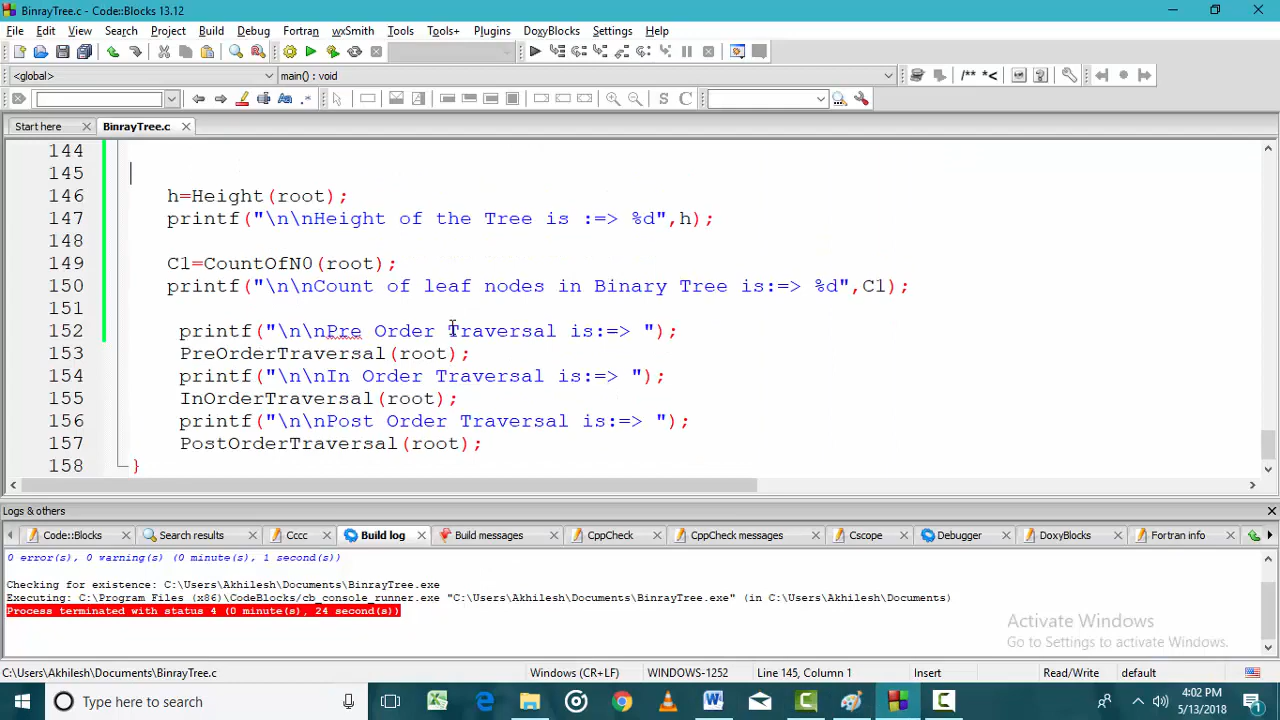 BinrayTree.c - Code::Blocks 13.12
File Edit View Search Project Build Debug Fortran wxSmith Tools Tools+ Plugins DoxyBlocks Settings Help
<global> main() : void
/** *<
Start here BinrayTree.c
144
145
146 h=Height(root);
147 printf("\n\nHeight of the Tree is :=> %d",h);
148
149 C1=CountOfN0(root);
150 printf("\n\nCount of leaf nodes in Binary Tree is:=> %d",C1);
151
152 printf("\n\nPre Order Traversal is:=> ");
153 PreOrderTraversal(root);
154 printf("\n\nIn Order Traversal is:=> ");
155 InOrderTraversal(root);
156 printf("\n\nPost Order Traversal is:=> ");
157 PostOrderTraversal(root);
158 }
Logs & others
Code::Blocks Search results Cccc Build log Build messages CppCheck CppCheck messages Cscope Debugger DoxyBlocks Fortran info
0 error(s), 0 warning(s) (0 minute(s), 1 second(s))
Checking for existence: C:\Users\Akhilesh\Documents\BinrayTree.exe
Executing: C:\Program Files (x86)\CodeBlocks/cb_console_runner.exe "C:\Users\Akhilesh\Documents\BinrayTree.exe" (in C:\Users\Akhilesh\Documents)
Process terminated with status 4 (0 minute(s), 24 second(s))
Activate Windows
Go to Settings to activate Windows.
C:\Users\Akhilesh\Documents\BinrayTree.c Windows (CR+LF) WINDOWS-1252 Line 145, Column 1 Insert Read/Write default
Type here to search
4:02 PM
5/13/2018